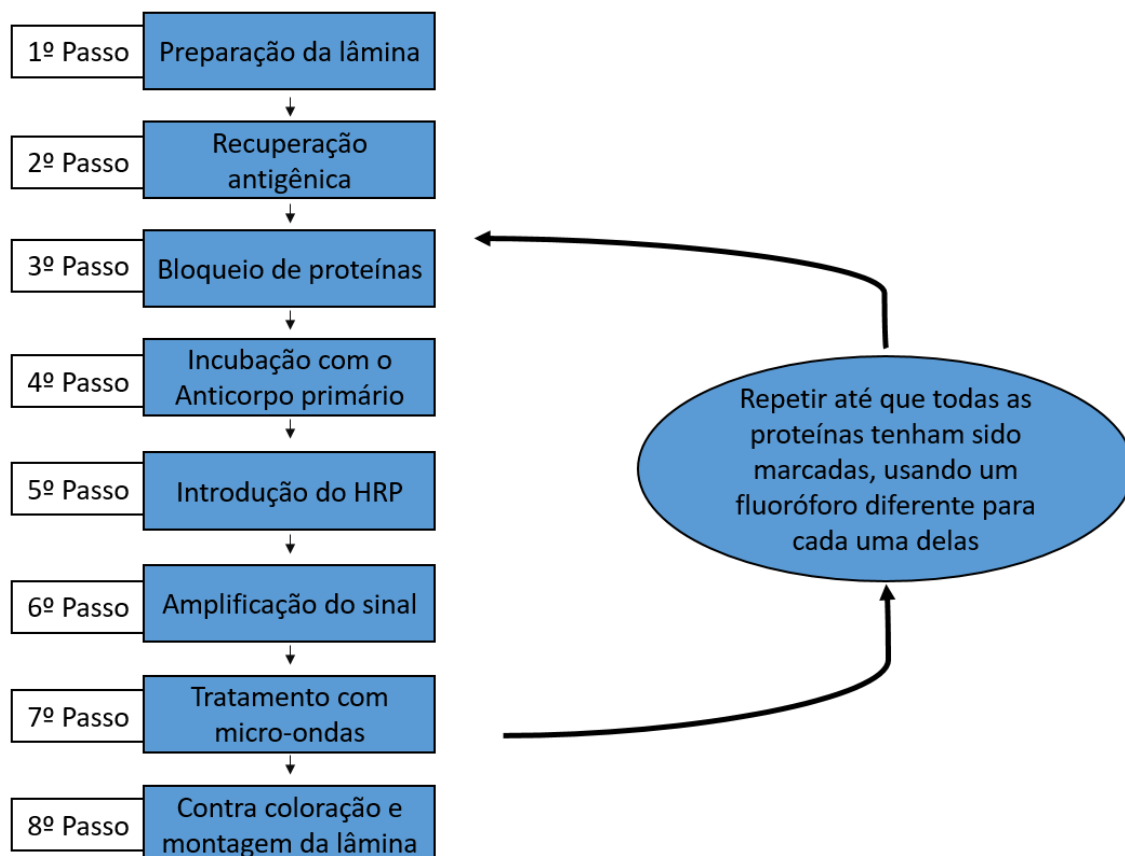 1º Passo
Preparação da lâmina
2º Passo
Recuperação
antigênica
3º Passo
Bloqueio de proteínas
4º Passo
Incubação com o
Anticorpo primário
5º Passo
Introdução do HRP
6º Passo
Amplificação do sinal
7º Passo
Tratamento com
micro-ondas
8º Passo
Contra coloração e
montagem da lâmina
Repetir até que todas as
proteínas tenham sido
marcadas, usando um
fluoróforo diferente para
cada uma delas